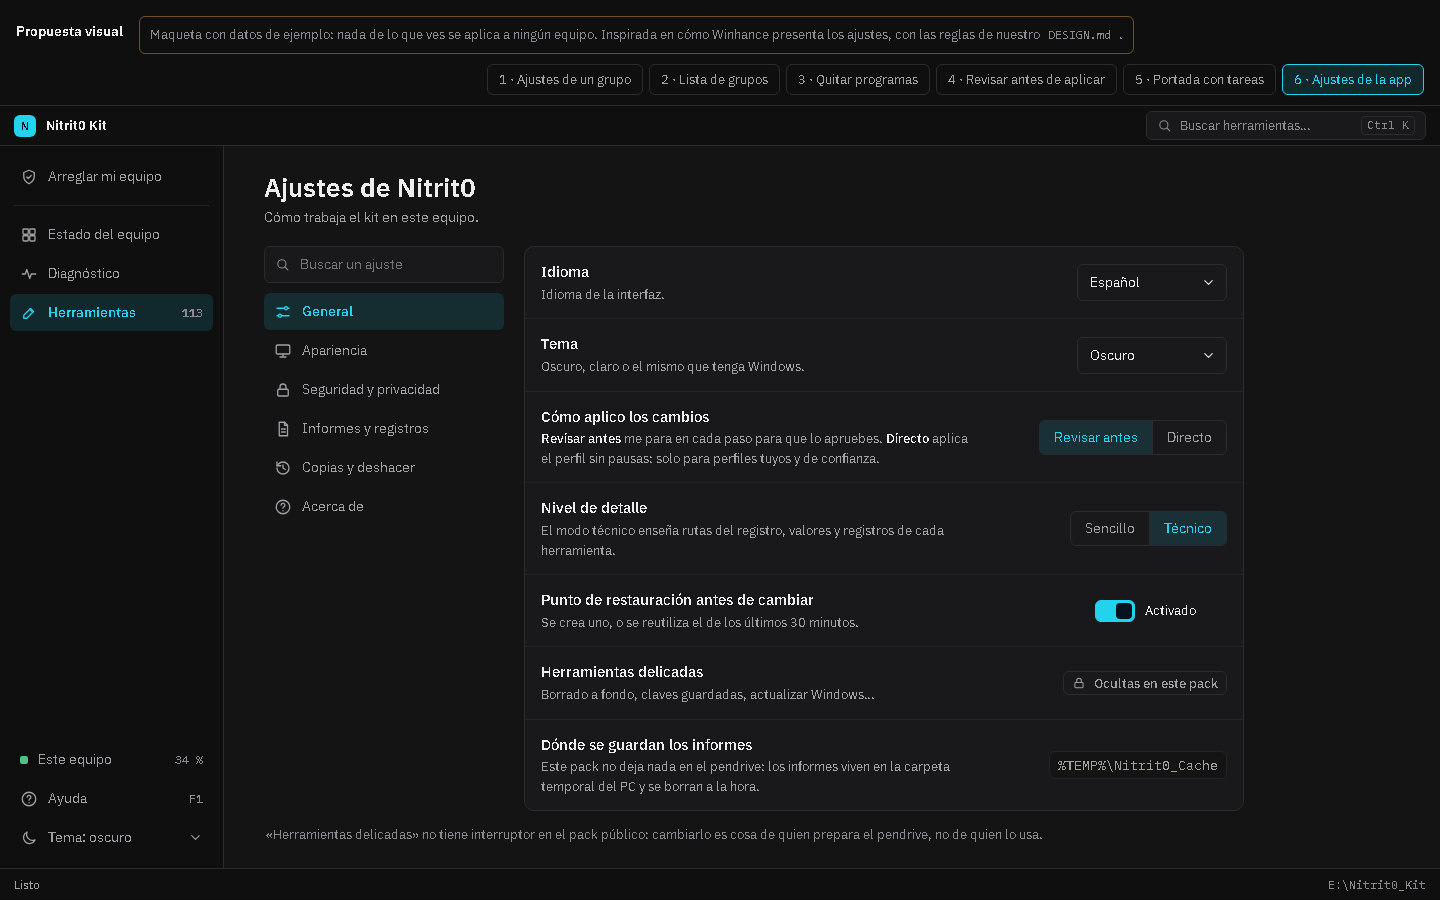 Propuesta visual
Maqueta con datos de ejemplo: nada de lo que ves se aplica a ningún equipo. Inspirada en cómo Winhance presenta los ajustes, con las reglas de nuestro DESIGN.md .
1 · Ajustes de un grupo
2 · Lista de grupos
3 · Quitar programas
4 · Revisar antes de aplicar
5 · Portada con tareas
6 · Ajustes de la app
N
Nitrit0 Kit
Buscar herramientas...
Ctrl K
Arreglar mi equipo
Estado del equipo
Diagnóstico
Herramientas
113
Este equipo
34 %
Ayuda
F1
Tema: oscuro
Ajustes de Nitrit0
Cómo trabaja el kit en este equipo.
Buscar un ajuste
General
Apariencia
Seguridad y privacidad
Informes y registros
Copias y deshacer
Acerca de
Idioma
Idioma de la interfaz.
Español
Tema
Oscuro, claro o el mismo que tenga Windows.
Oscuro
Cómo aplico los cambios
Revisar antes me para en cada paso para que lo apruebes. Directo aplica
el perfil sin pausas: solo para perfiles tuyos y de confianza.
Revisar antes
Directo
Nivel de detalle
El modo técnico enseña rutas del registro, valores y registros de cada
herramienta.
Sencillo
Técnico
Punto de restauración antes de cambiar
Se crea uno, o se reutiliza el de los últimos 30 minutos.
Activado
Herramientas delicadas
Borrado a fondo, claves guardadas, actualizar Windows...
Ocultas en este pack
Dónde se guardan los informes
Este pack no deja nada en el pendrive: los informes viven en la carpeta
temporal del PC y se borran a la hora.
%TEMP%\Nitrit0_Cache
«Herramientas delicadas» no tiene interruptor en el pack público: cambiarlo es cosa de quien prepara el pendrive, no de quien lo usa.
Listo
E:\Nitrit0_Kit